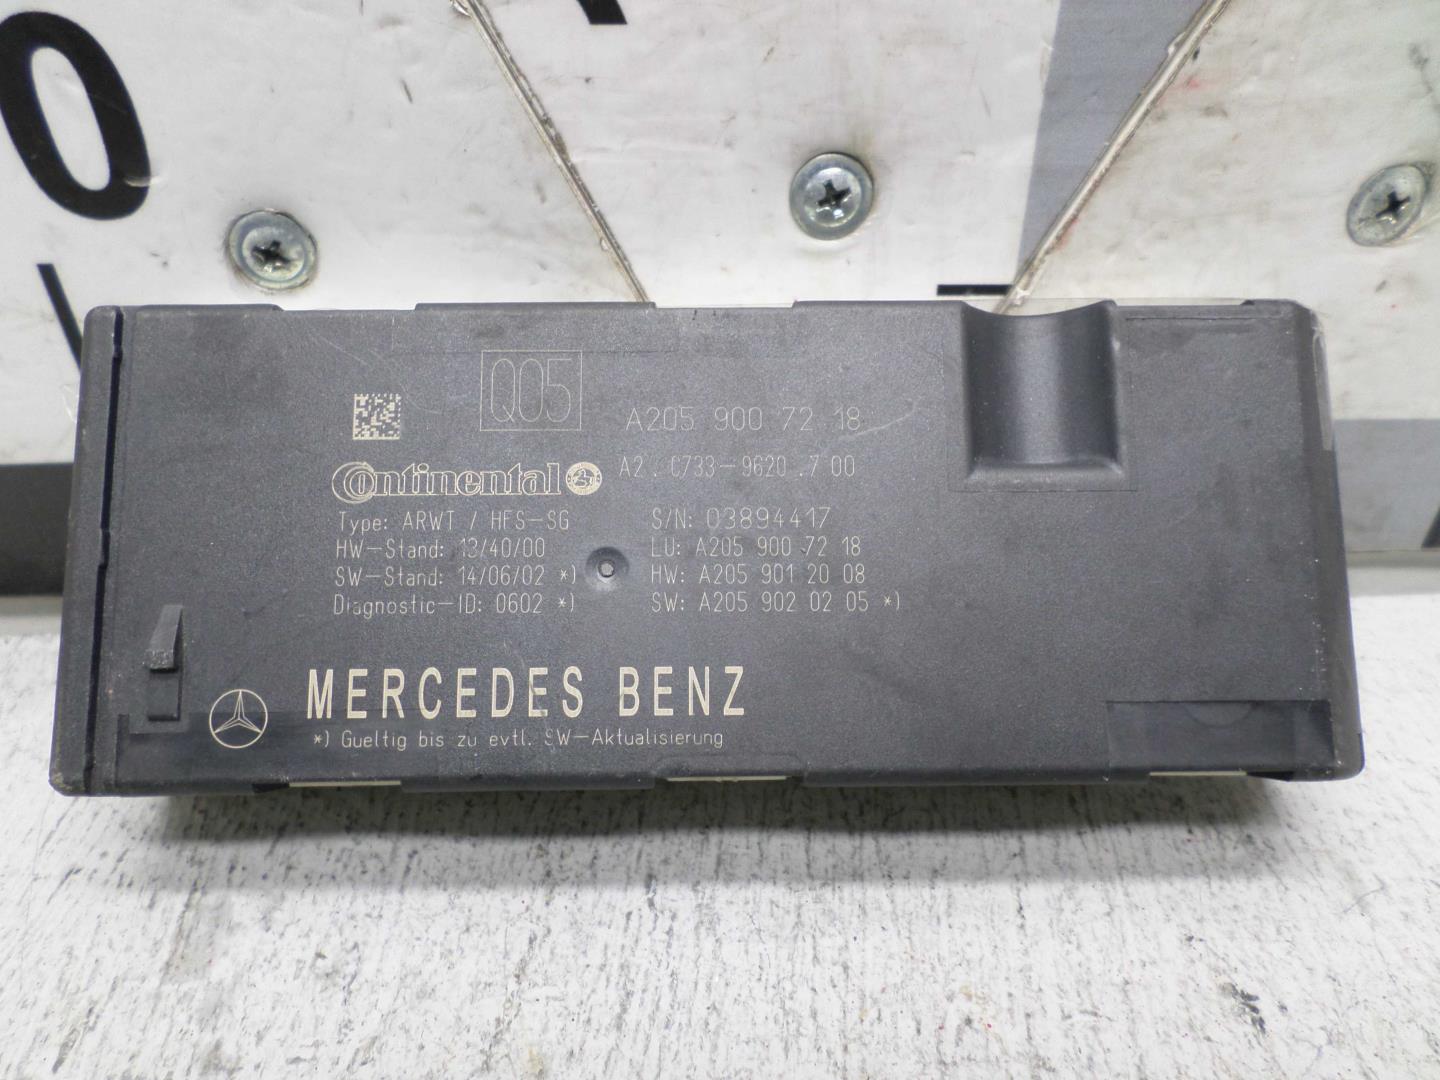 0
Q05
A205 900 72 18
Continental
A2 9620 00
Type: ARWT / HFS-SG
S/N: 03894417
HW-Stand: 13/40/00
LU: A205 900 72 18
SW-Stand: 14/06/02 *)
HW: A205 901 20 08
Diagnostic-ID: 0602 *)
SW: A205 902 02 05 *)
MERCEDES BENZ
*) Gueltig bis zu evtl. SW-Aktualisierung